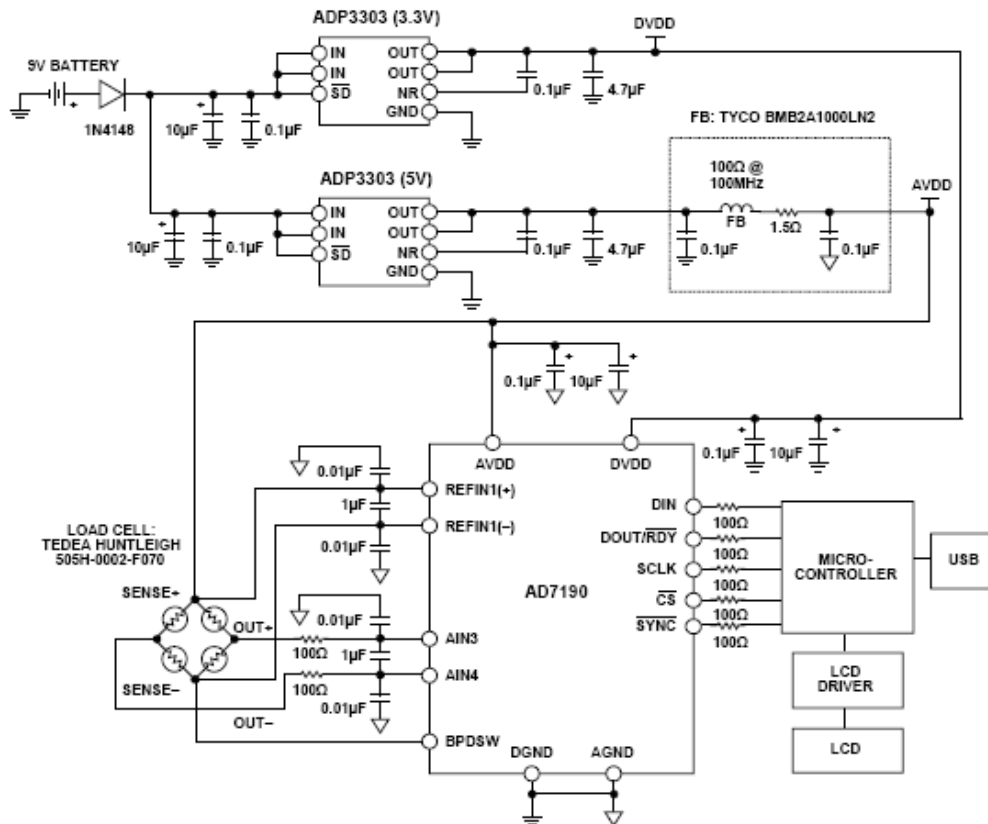 ADP3303 (3.3V)
DVDD
9V BATTERY
IN
OUT
IN
OUT
SD
NR
GND
+
1N4148
+
10µF
0.1µF
0.1µF
4.7µF
FB: TYCO BMB2A1000LN2
ADP3303 (5V)
100Ω @
100MHz
AVDD
IN
OUT
IN
OUT
SD
NR
GND
+
10µF
0.1µF
0.1µF
4.7µF
0.1µF
FB
1.5Ω
0.1µF
+
+
0.1µF
10µF
+
+
0.1µF
10µF
AVDD
DVDD
0.01µF
REFIN1(+)
1µF
REFIN1(–)
0.01µF
LOAD CELL:
TEDEA HUNTLEIGH
505H-0002-F070
SENSE+
OUT+
SENSE–
OUT–
0.01µF
100Ω
AIN3
1µF
100Ω
AIN4
0.01µF
BPDSW
AD7190
DIN
100Ω
DOUT/RDY
100Ω
SCLK
100Ω
CS
100Ω
SYNC
100Ω
DGND
AGND
MICRO-
CONTROLLER
USB
LCD
DRIVER
LCD